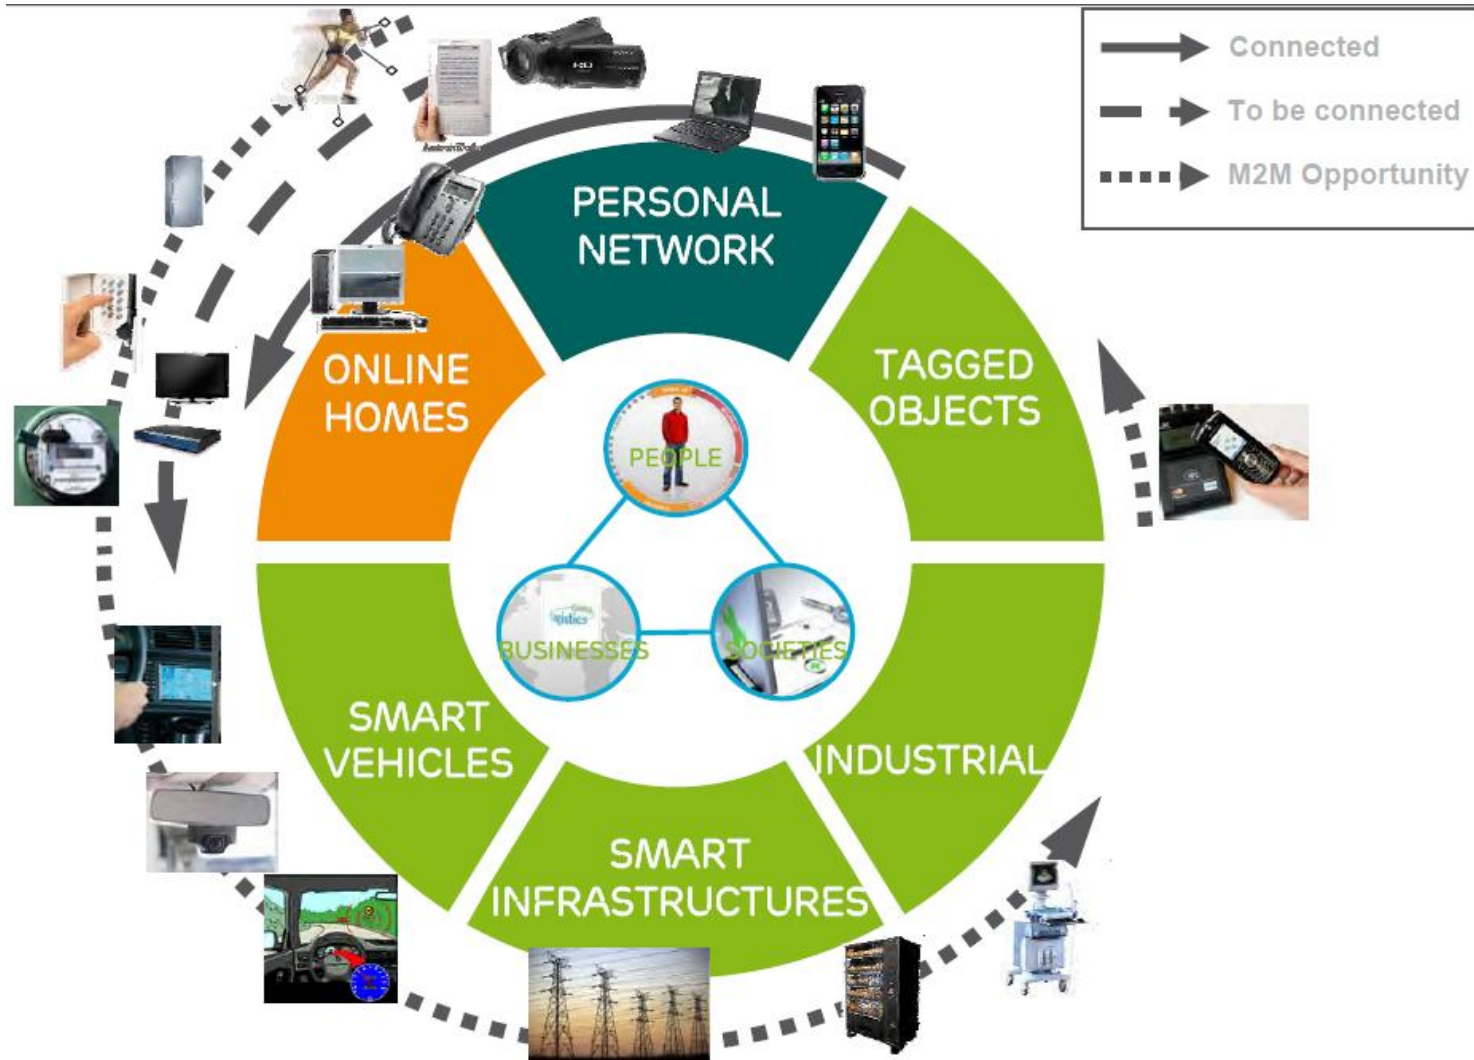 Connected
To be connected
M2M Opportunity
PERSONAL
NETWORK
TAGGED
OBJECTS
ONLINE
HOMES
PEOPLE
BUSINESSES
SOCIETIES
SMART
VEHICLES
INDUSTRIAL
SMART
INFRASTRUCTURES